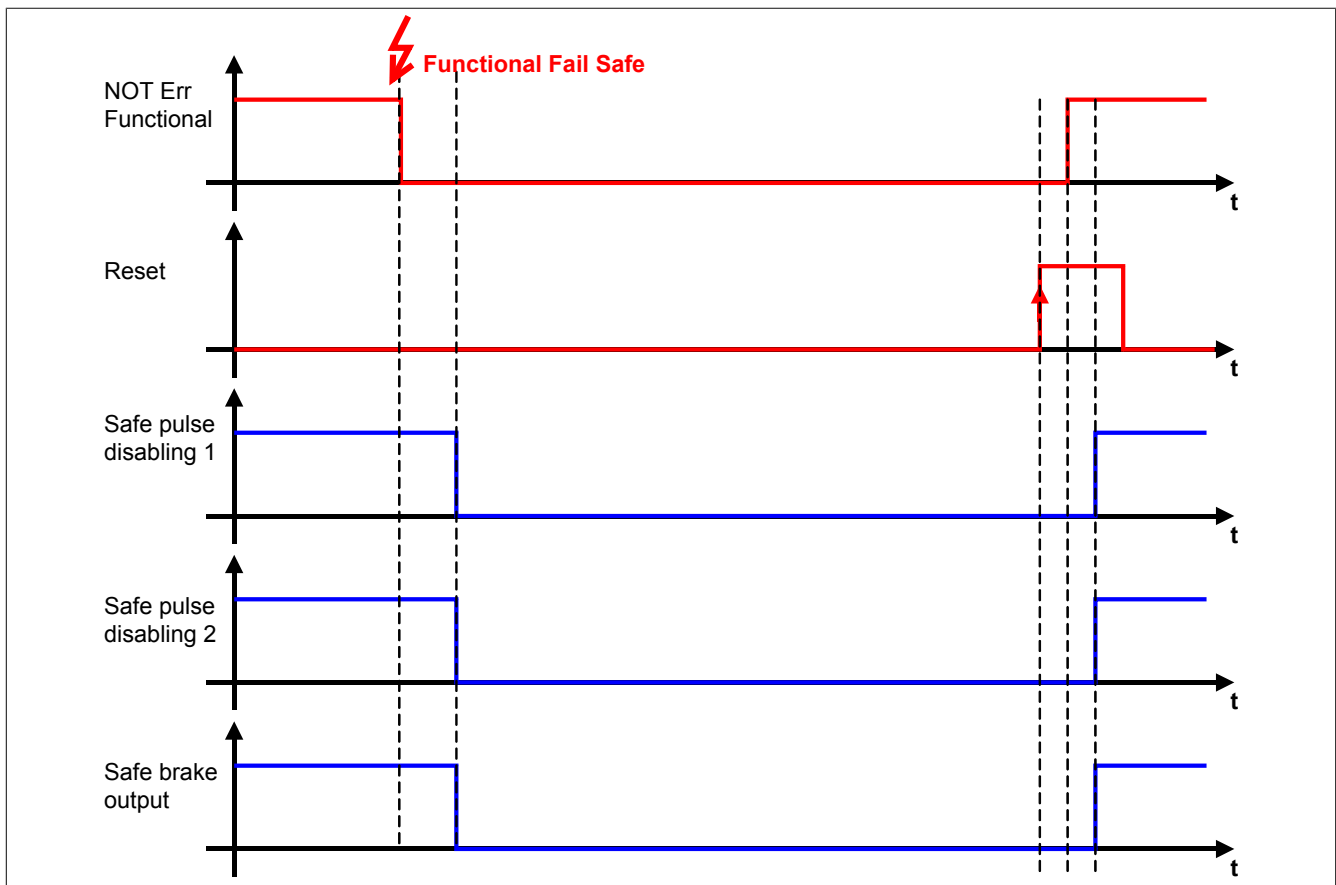 Functional Fail Safe
NOT Err
Functional
t
Reset
t
Safe pulse
disabling 1
t
Safe pulse
disabling 2
t
Safe brake
output
t